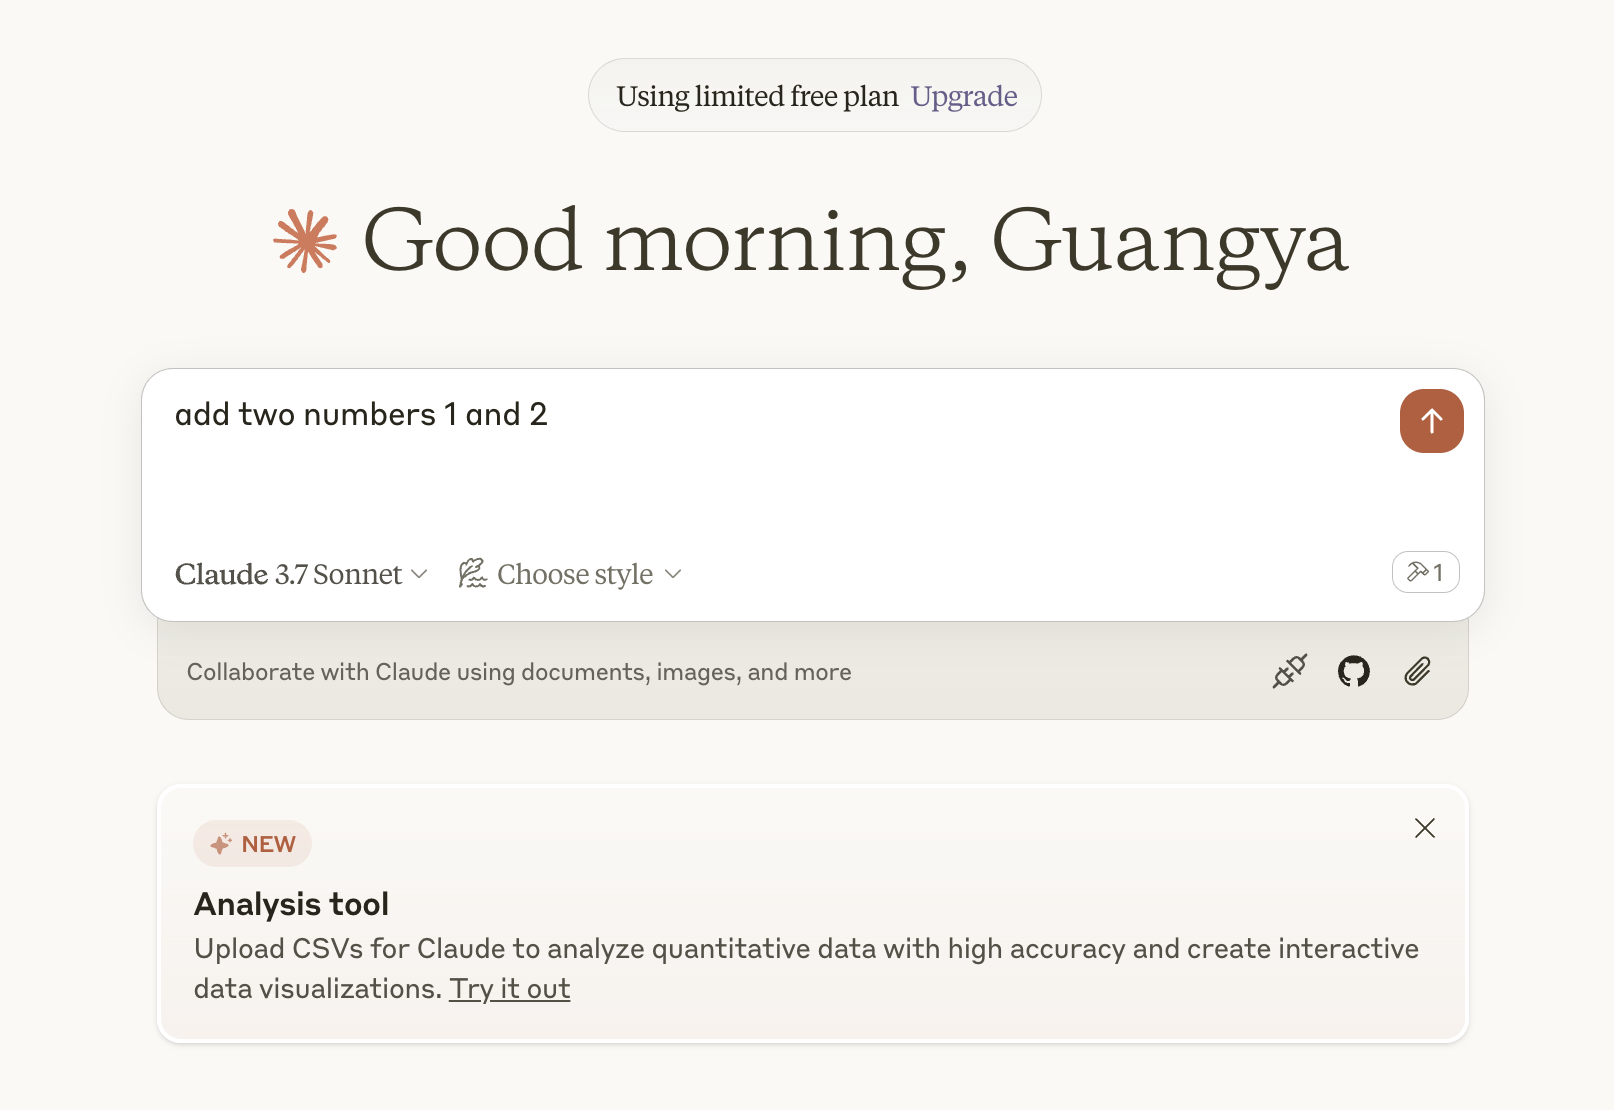 Using limited free plan Upgrade
Good morning, Guangya
add two numbers 1 and 2
Claude 3.7 Sonnet Choose style 1
Collaborate with Claude using documents, images, and more
NEW
Analysis tool
Upload CSVs for Claude to analyze quantitative data with high accuracy and create interactive
data visualizations. Try it out